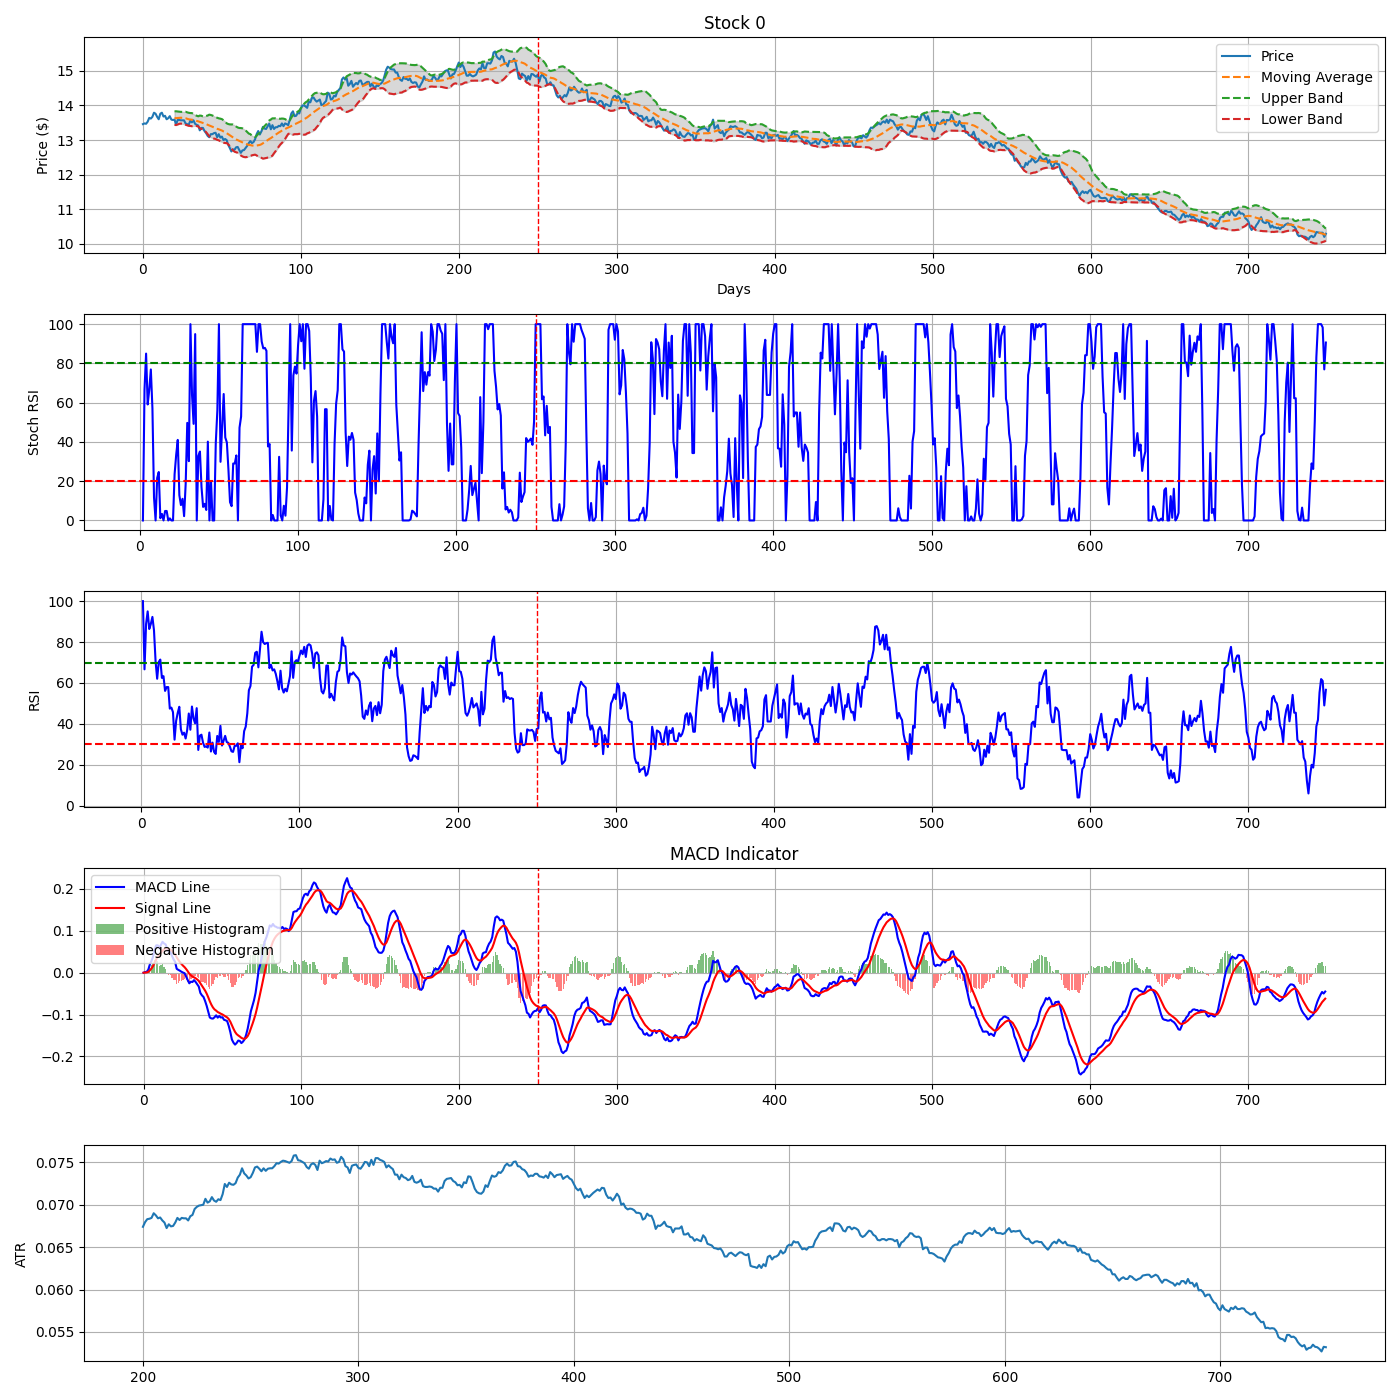 Stock 0
Price ($)
15
14
13
12
11
10
Price
Moving Average
Upper Band
Lower Band
0 100 200 300 400 500 600 700
Days
Stoch RSI
100
80
60
40
20
0
0 100 200 300 400 500 600 700
RSI
100
80
60
40
20
0
0 100 200 300 400 500 600 700
MACD Indicator
0.2
0.1
0.0
−0.1
−0.2
MACD Line
Signal Line
Positive Histogram
Negative Histogram
0 100 200 300 400 500 600 700
ATR
0.075
0.070
0.065
0.060
0.055
200 300 400 500 600 700